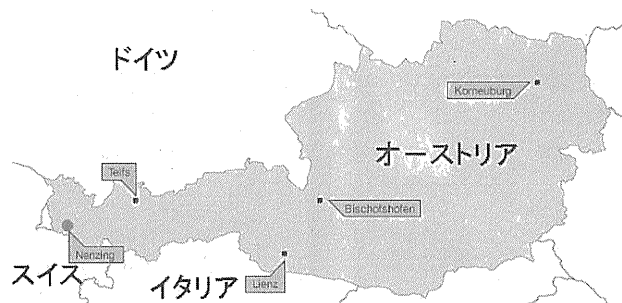 ドイツ
Korneuburg
オーストリア
Telfs
Bischofshofen
Nenzing
スイス
イタリア
Lienz